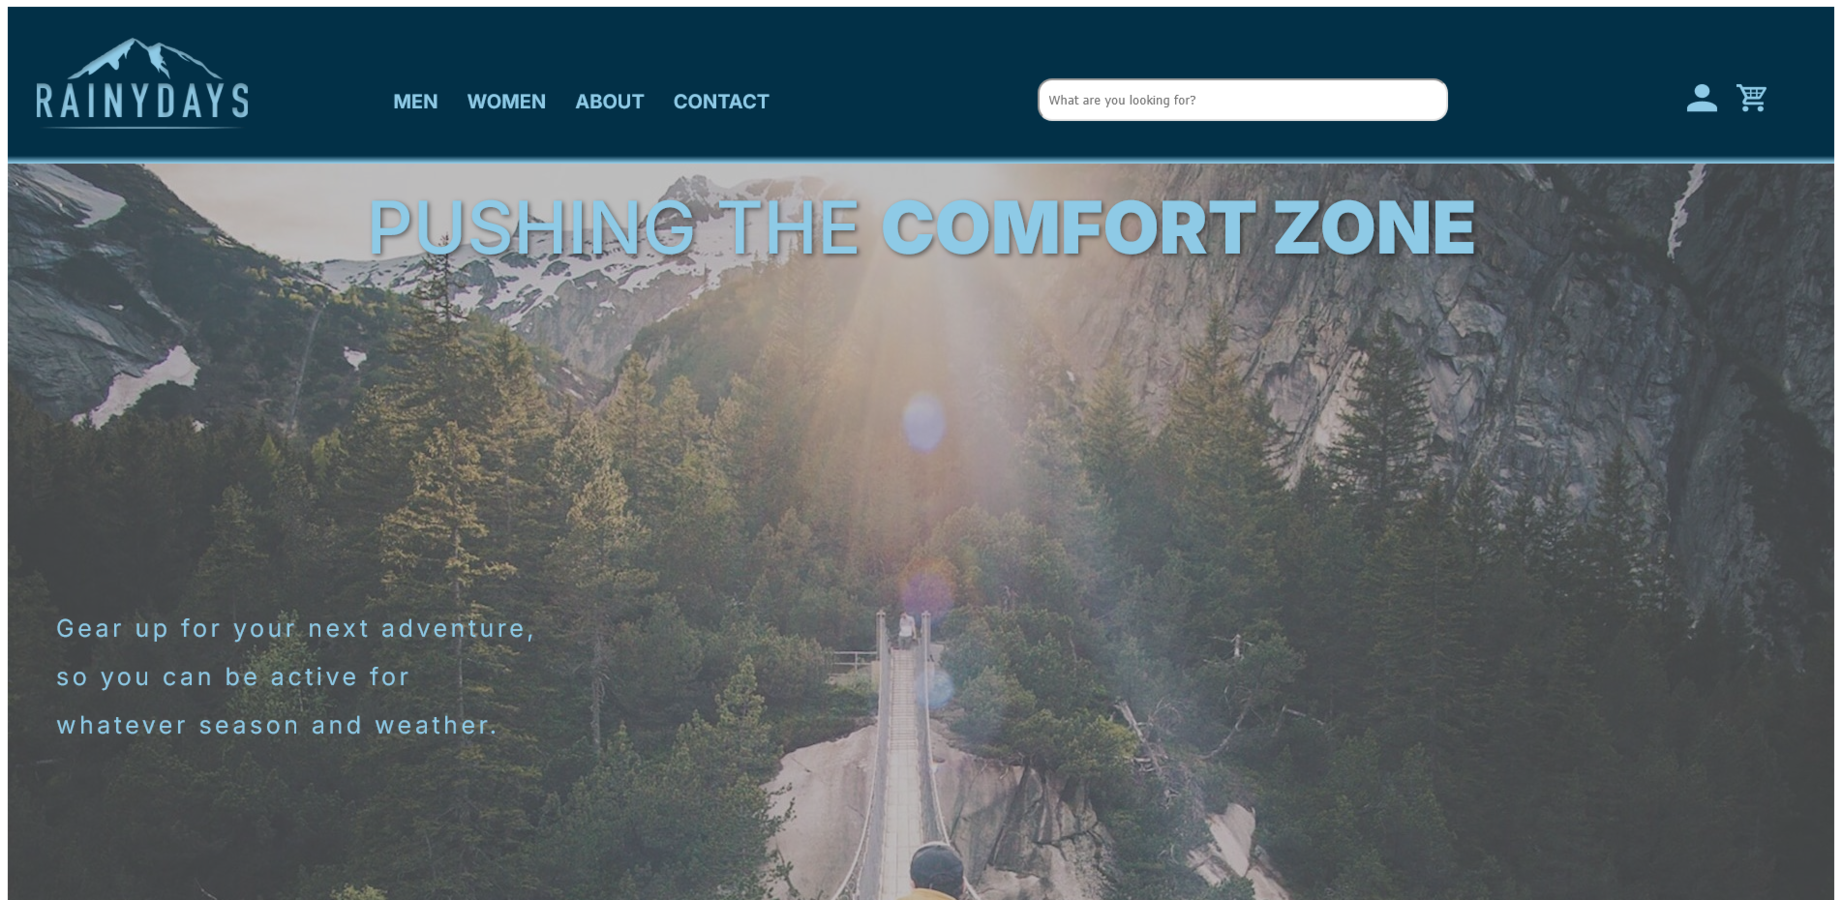 RAINYDAYS
MEN WOMEN ABOUT CONTACT
What are you looking for?
PUSHING THE COMFORT ZONE
Gear up for your next adventure,
so you can be active for
whatever season and weather.